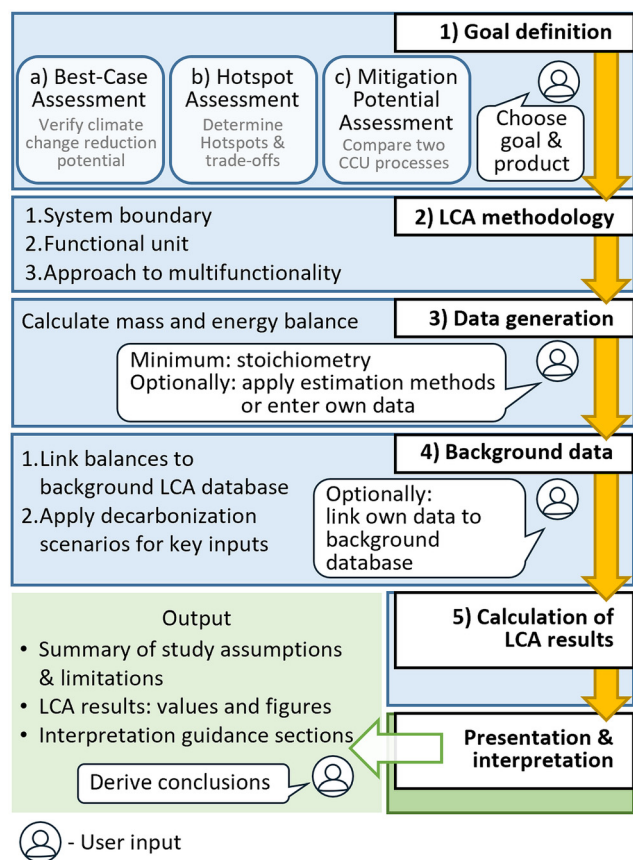 1) Goal definition
a) Best-Case
Assessment
Verify climate
change reduction
potential
b) Hotspot
Assessment
Determine
Hotspots &
trade-offs
c) Mitigation
Potential
Assessment
Compare two
CCU processes
Choose
goal &
product
2) LCA methodology
1.System boundary
2.Functional unit
3.Approach to multifunctionality
3) Data generation
Calculate mass and energy balance
Minimum: stoichiometry
Optionally: apply estimation methods
or enter own data
4) Background data
1.Link balances to
background LCA database
2.Apply decarbonization
scenarios for key inputs
Optionally:
link own data to
background
database
5) Calculation of
LCA results
Presentation &
interpretation
Output
• Summary of study assumptions
& limitations
• LCA results: values and figures
• Interpretation guidance sections
Derive conclusions
- User input